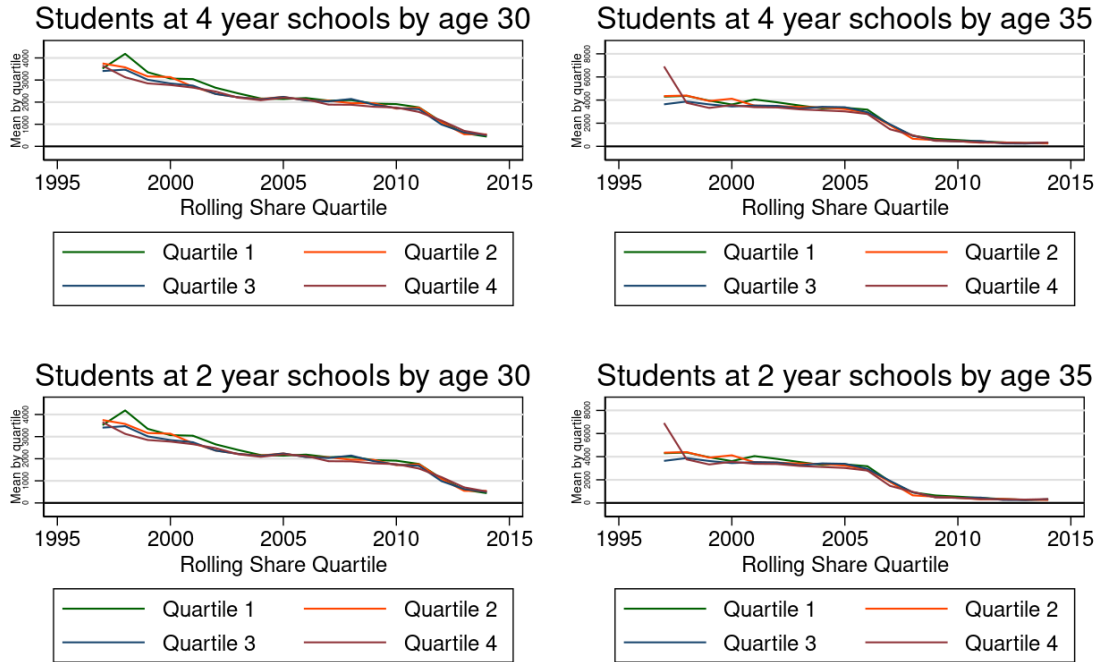 Students at 4 year schools by age 30
Mean by quartile
4000
3000
2000
1000
0
1995 2000 2005 2010 2015
Rolling Share Quartile
Quartile 1 Quartile 2
Quartile 3 Quartile 4
Students at 4 year schools by age 35
Mean by quartile
8000
6000
4000
2000
0
1995 2000 2005 2010 2015
Rolling Share Quartile
Quartile 1 Quartile 2
Quartile 3 Quartile 4
Students at 2 year schools by age 30
Mean by quartile
4000
3000
2000
1000
0
1995 2000 2005 2010 2015
Rolling Share Quartile
Quartile 1 Quartile 2
Quartile 3 Quartile 4
Students at 2 year schools by age 35
Mean by quartile
8000
6000
4000
2000
0
1995 2000 2005 2010 2015
Rolling Share Quartile
Quartile 1 Quartile 2
Quartile 3 Quartile 4